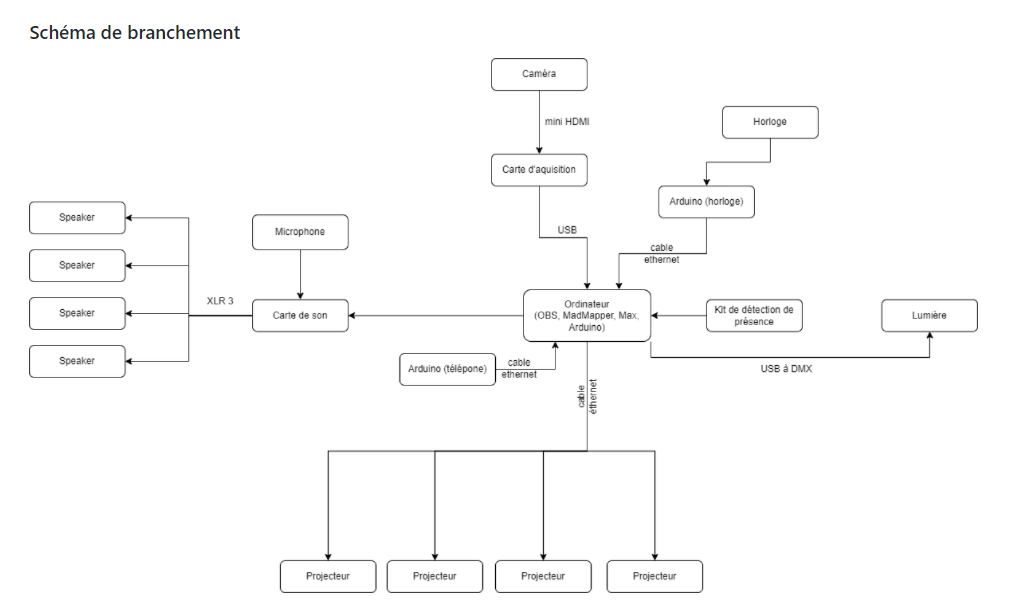 Schéma de branchement
Caméra
mini HDMI
Horloge
Carte d'aquisition
Arduino (horloge)
Speaker
Microphone
USB
cable
ethernet
Speaker
XLR 3
Speaker
Carte de son
Ordinateur
(OBS, MadMapper, Max,
Arduino)
Kit de détection de
présence
Lumière
Speaker
Arduino (télépone)
cable
ethernet
USB à DMX
cable
éthernet
Projecteur
Projecteur
Projecteur
Projecteur